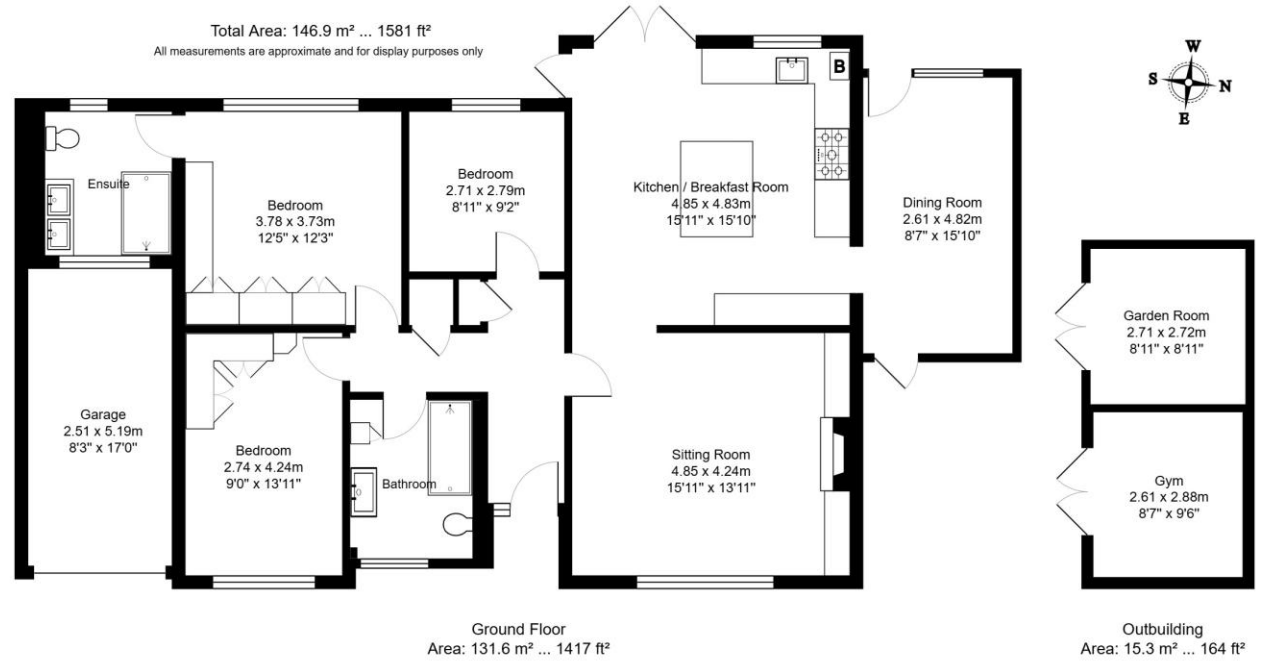 Total Area: 146.9 m² ... 1581 ft²
All measurements are approximate and for display purposes only
W
S
N
E
B
Ensuite
Bedroom
3.78 x 3.73m
12'5" x 12'3"
Bedroom
2.71 x 2.79m
8'11" x 9'2"
Kitchen / Breakfast Room
4.85 x 4.83m
15'11" x 15'10"
Dining Room
2.61 x 4.82m
8'7" x 15'10"
Garden Room
2.71 x 2.72m
8'11" x 8'11"
Garage
2.51 x 5.19m
8'3" x 17'0"
Bedroom
2.74 x 4.24m
9'0" x 13'11"
Bathroom
Sitting Room
4.85 x 4.24m
15'11" x 13'11"
Gym
2.61 x 2.88m
8'7" x 9'6"
Ground Floor
Area: 131.6 m² ... 1417 ft²
Outbuilding
Area: 15.3 m² ... 164 ft²